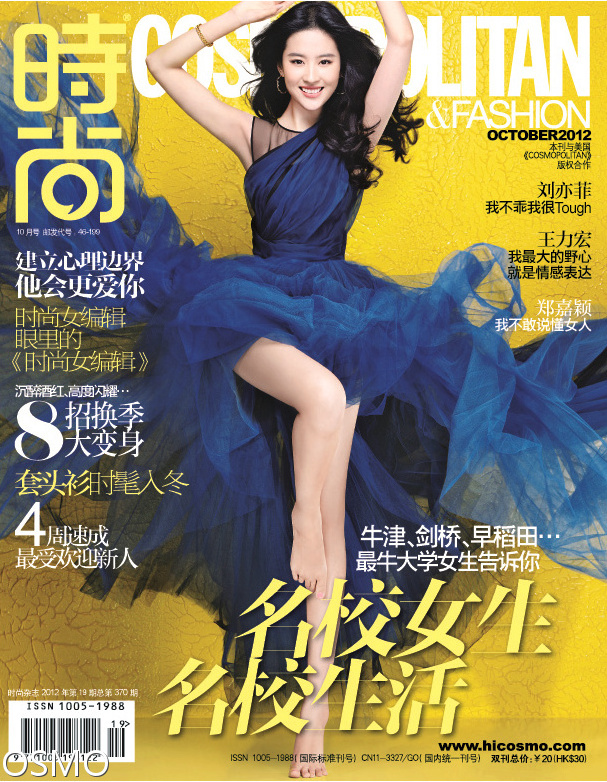 時尚
®
COSMOPOLITAN
&FASHION
OCTOBER2012
本刊与美国
《COSMOPOLITAN》
版权合作
刘亦菲
我不乖我很Tough
王力宏
我最大的野心
就是情感表达
郑嘉颖
我不敢说懂女人
10月号 邮发代号：46-199
建立心理边界
他会更爱你
时尚女编辑
眼里的
《时尚女编辑》
沉醉酒红、高度闪耀…
8招换季
大变身
套头衫时髦入冬
4周速成
最受欢迎新人
牛津、剑桥、早稻田…
最牛大学女生告诉你
名校女生
名校生活
时尚杂志 2012 年第 19 期总第 370 期
ISSN 1005-1988
19>
www.hicosmo.com
ISSN 1005-1988(国际标准刊号) CN11-3327/GO(国内统一刊号) 双刊总价：￥20(HK$30)
OSMO